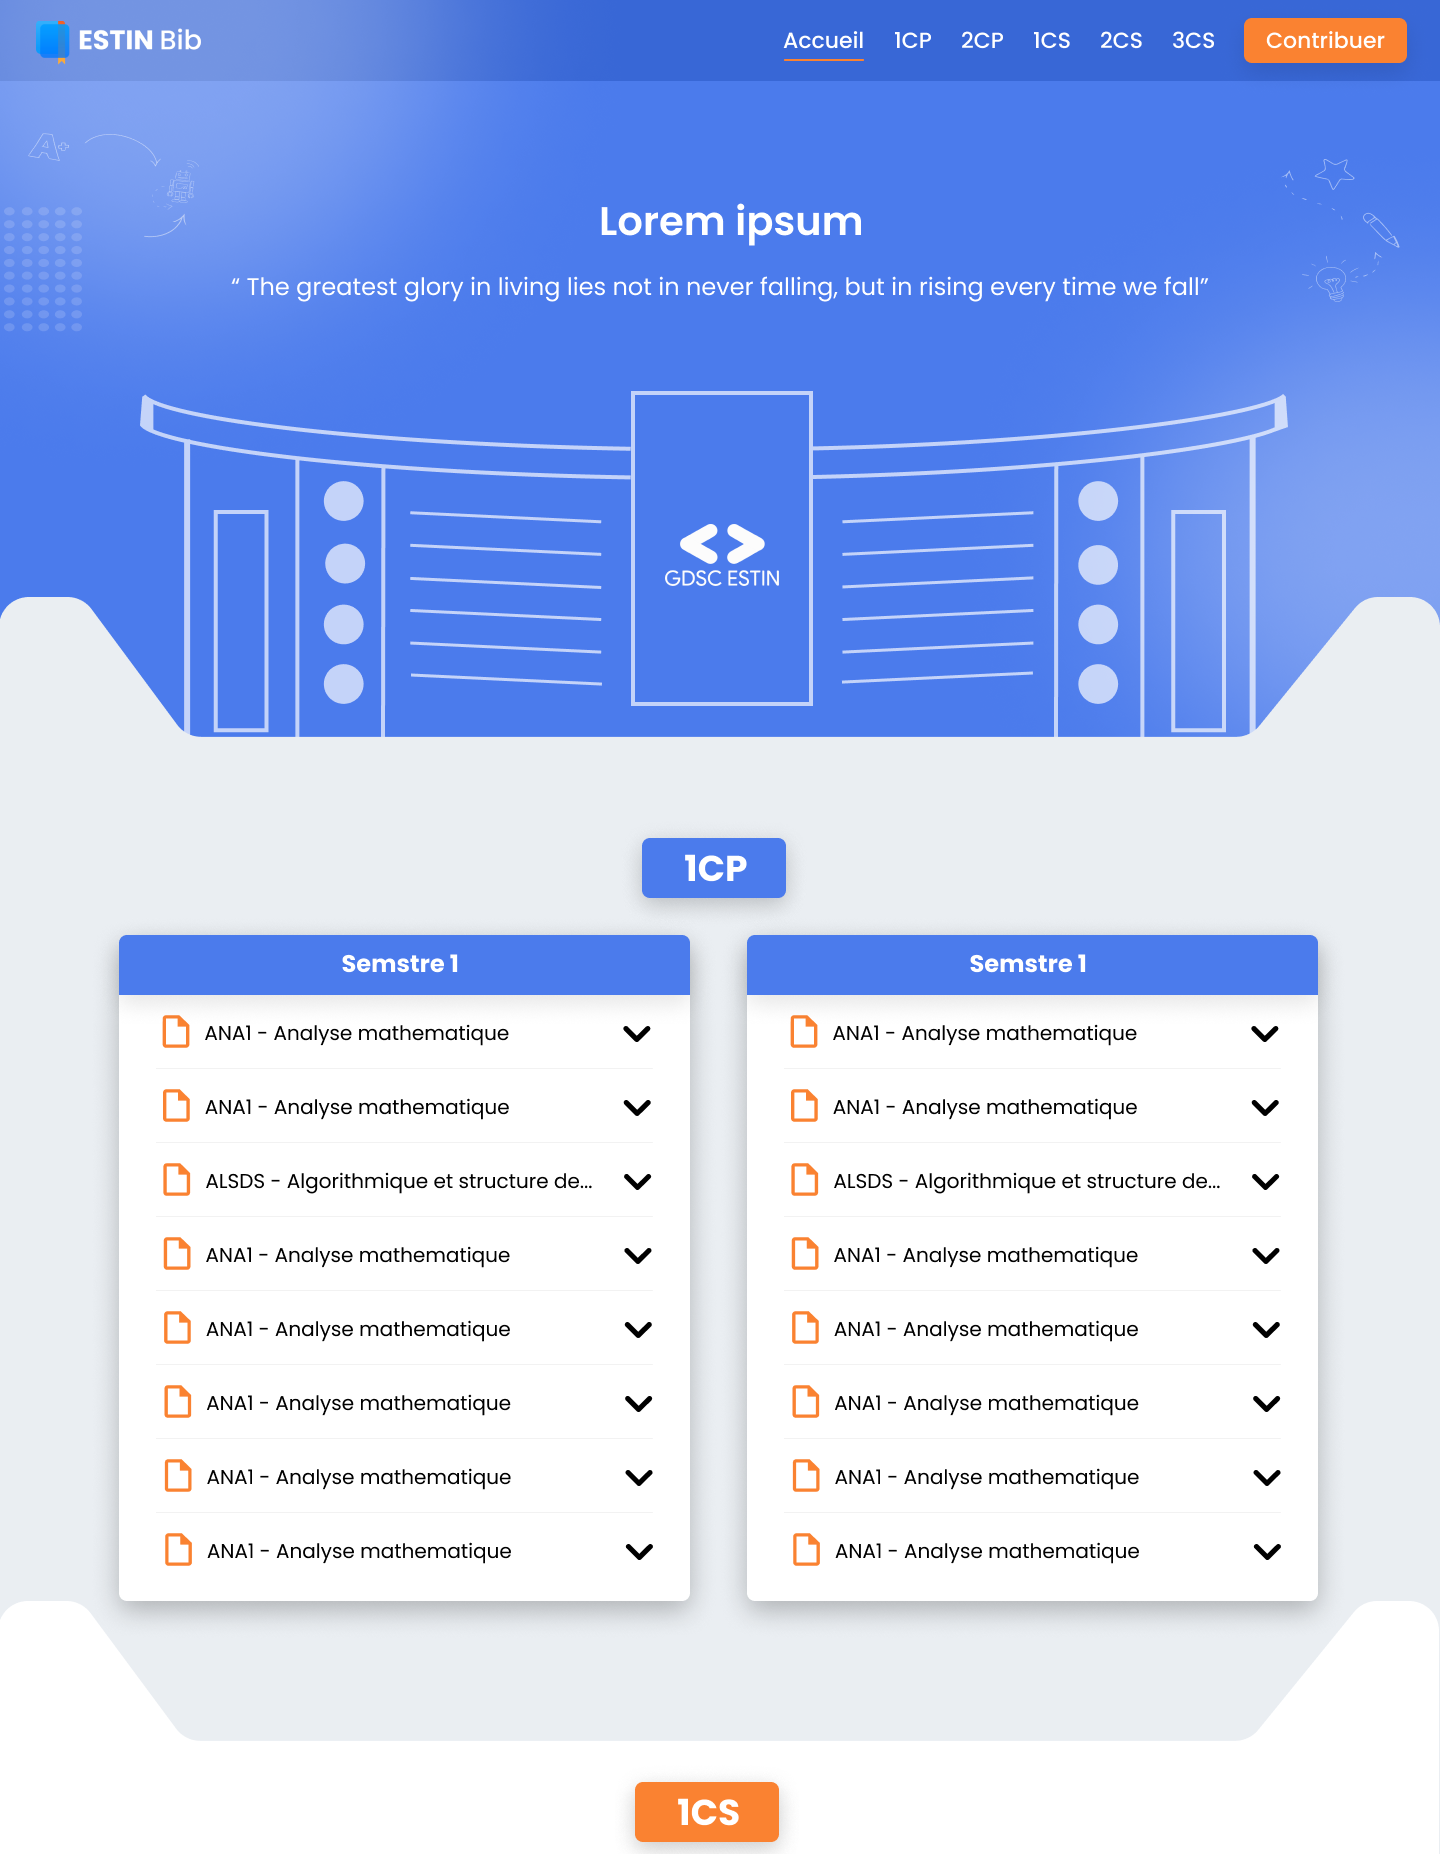 ESTIN Bib
Accueil 1CP 2CP 1CS 2CS 3CS Contribuer
A+
Lorem ipsum
“ The greatest glory in living lies not in never falling, but in rising every time we fall”
<>
GDSC ESTIN
1CP
Semstre 1
ANA1 - Analyse mathematique
ANA1 - Analyse mathematique
ALSDS - Algorithmique et structure de...
ANA1 - Analyse mathematique
ANA1 - Analyse mathematique
ANA1 - Analyse mathematique
ANA1 - Analyse mathematique
ANA1 - Analyse mathematique
Semstre 1
ANA1 - Analyse mathematique
ANA1 - Analyse mathematique
ALSDS - Algorithmique et structure de...
ANA1 - Analyse mathematique
ANA1 - Analyse mathematique
ANA1 - Analyse mathematique
ANA1 - Analyse mathematique
ANA1 - Analyse mathematique
1CS